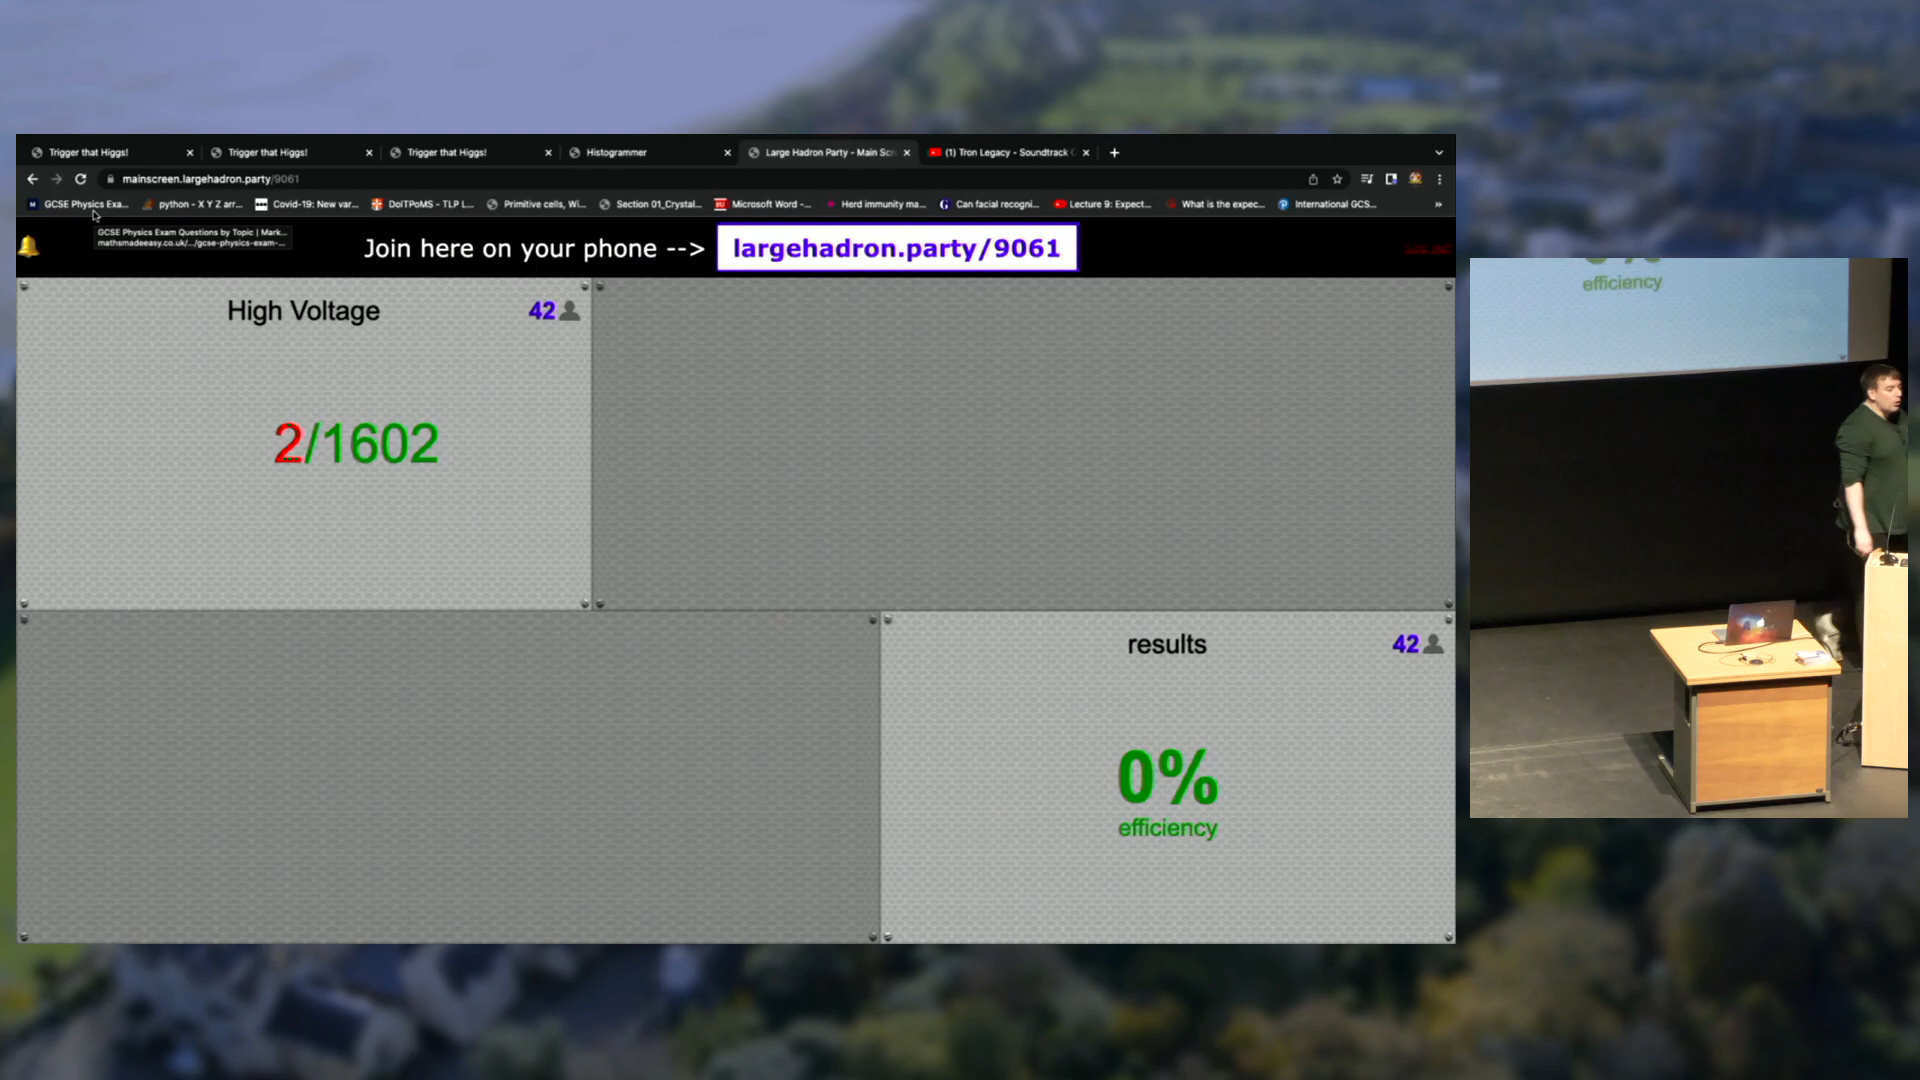 Trigger that Higgs!
Trigger that Higgs!
Trigger that Higgs!
Histogrammer
Large Hadron Party - Main Scr
(1) Tron Legacy - Soundtrack
mainscreen.largehadron.party/9061
GCSE Physics Exa...
python - X Y Z arr...
Covid-19: New var...
DoITPoMS - TLP L...
Primitive cells, Wi...
Section 01_Crystal...
Microsoft Word -...
Herd immunity ma...
Can facial recogni...
Lecture 9: Expect...
What is the expec...
International GCS...
»
GCSE Physics Exam Questions by Topic | Mark...
mathsmadeeasy.co.uk/.../gcse-physics-exam-...
Join here on your phone --> largehadron.party/9061
High Voltage
42
2/1602
results
42
0%
efficiency
efficiency